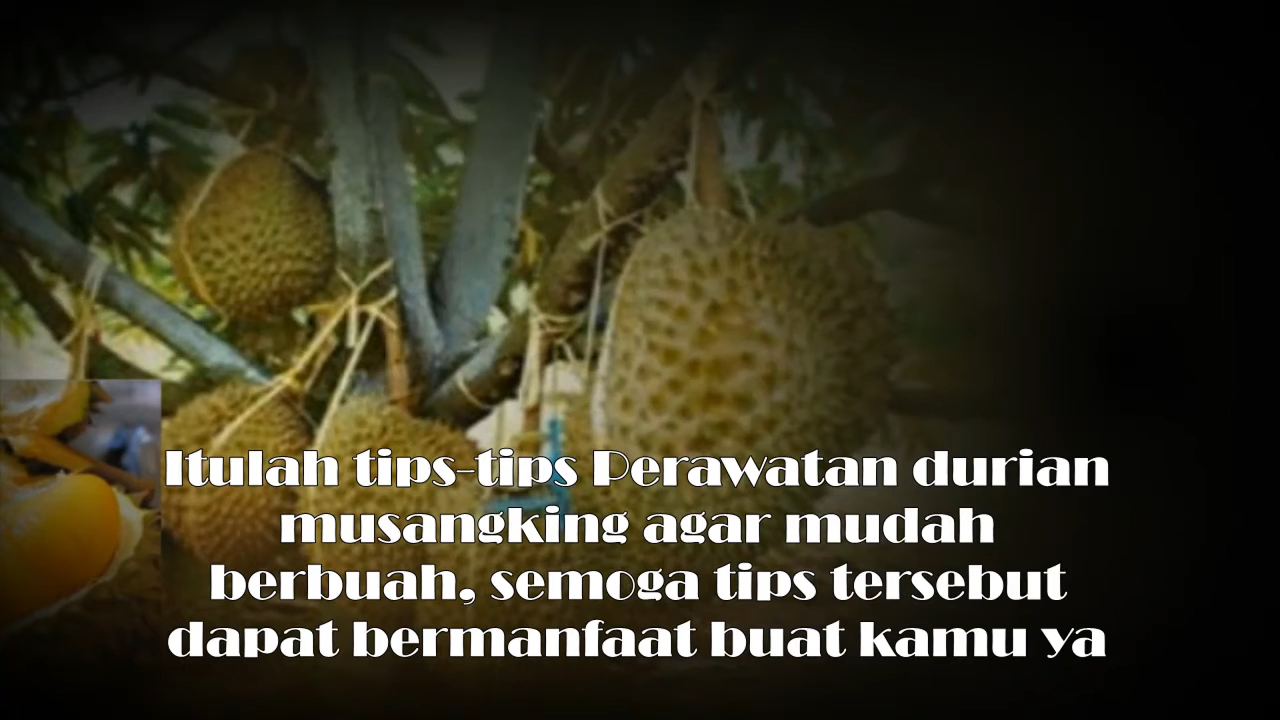 Itulah tips-tips Perawatan durian
musangking agar mudah
berbuah, semoga tips tersebut
dapat bermanfaat buat kamu ya